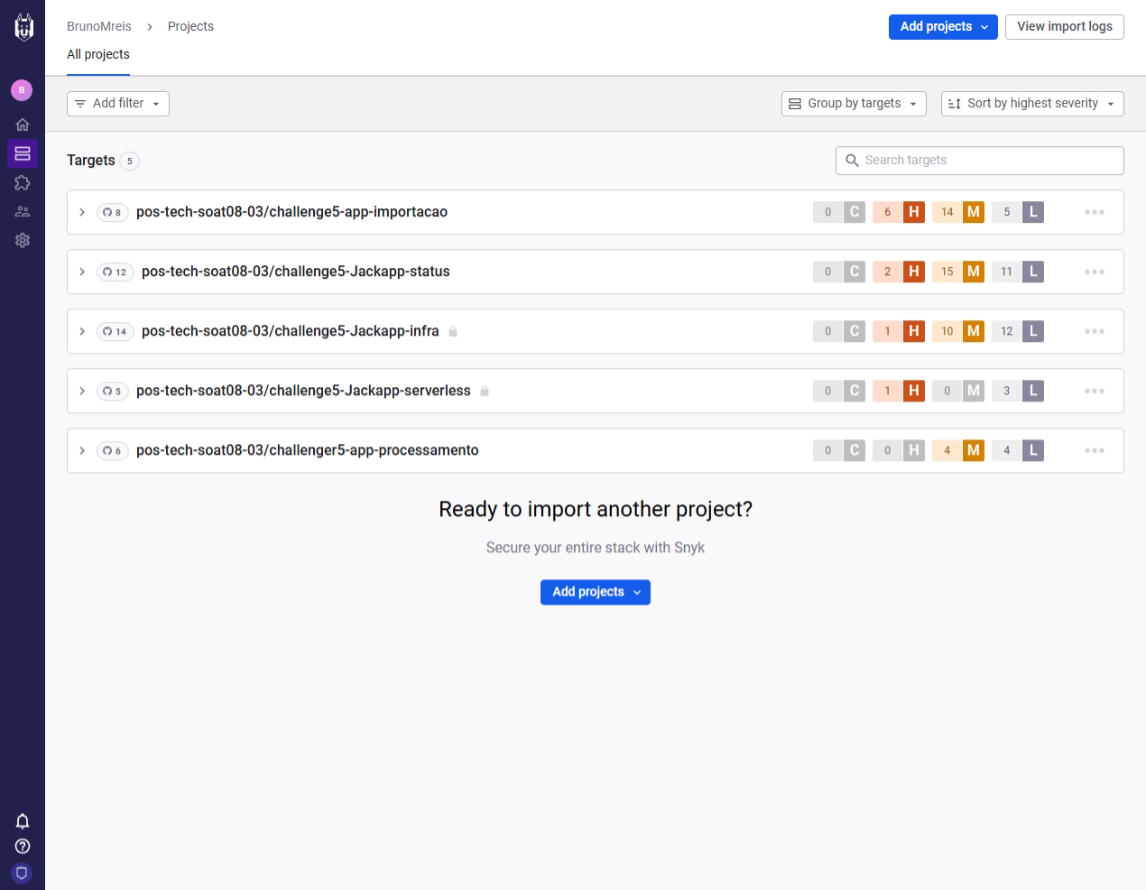 BrunoMreis > Projects
Add projects
View import logs
All projects
B
Add filter
Group by targets
Sort by highest severity
Targets 5
Search targets
8 pos-tech-soat08-03/challenge5-app-importacao 0 C 6 H 14 M 5 L
12 pos-tech-soat08-03/challenge5-Jackapp-status 0 C 2 H 15 M 11 L
14 pos-tech-soat08-03/challenge5-Jackapp-infra 0 C 1 H 10 M 12 L
5 pos-tech-soat08-03/challenge5-Jackapp-serverless 0 C 1 H 0 M 3 L
6 pos-tech-soat08-03/challenger5-app-processamento 0 C 0 H 4 M 4 L
Ready to import another project?
Secure your entire stack with Snyk
Add projects